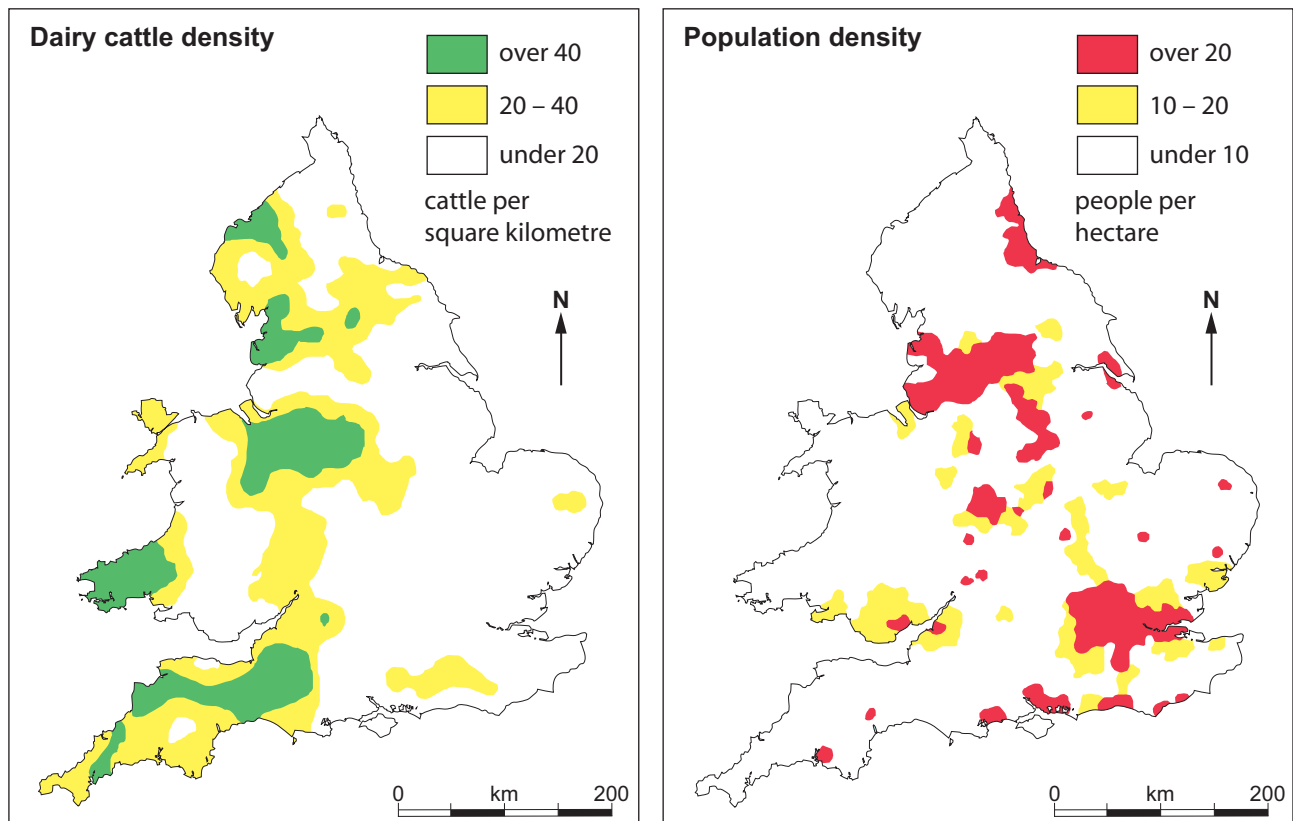 Dairy cattle density
over 40
20 – 40
under 20
cattle per
square kilometre
N
km
0
200
Population density
over 20
10 – 20
under 10
people per
hectare
N
km
0
200